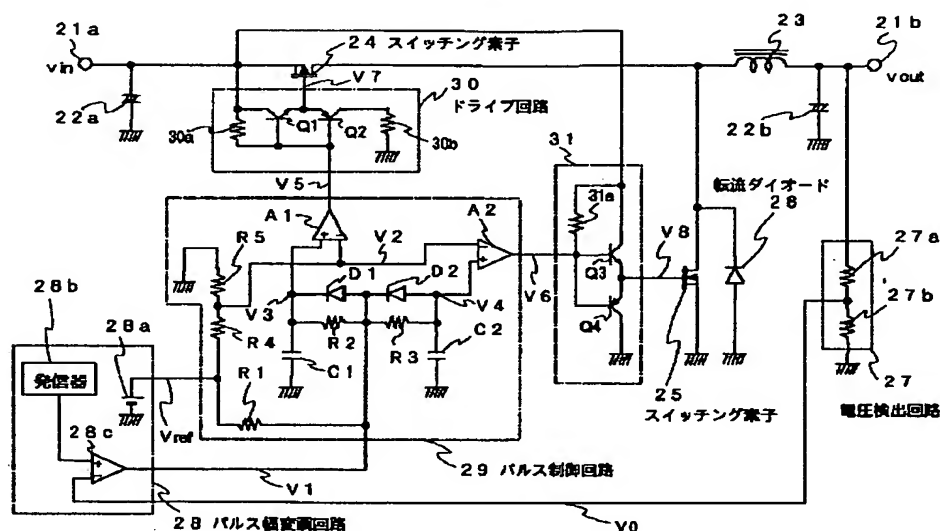 21a
vin
22a
24 スイッチング素子
V7
30
ドライブ回路
30a
Q1
Q2
30b
23
21b
vout
22b
31
転流ダイオード
28
31a
V5
A1
A2
R5
V2
D1
D2
V3
V4
V6
Q3
Q4
V8
R4
R2
R3
C1
C2
R1
27a
27b
25
スイッチング素子
27
電圧検出回路
28b
28a
発信器
28c
Vref
V1
29 パルス制御回路
28 パルス幅変調回路
V0